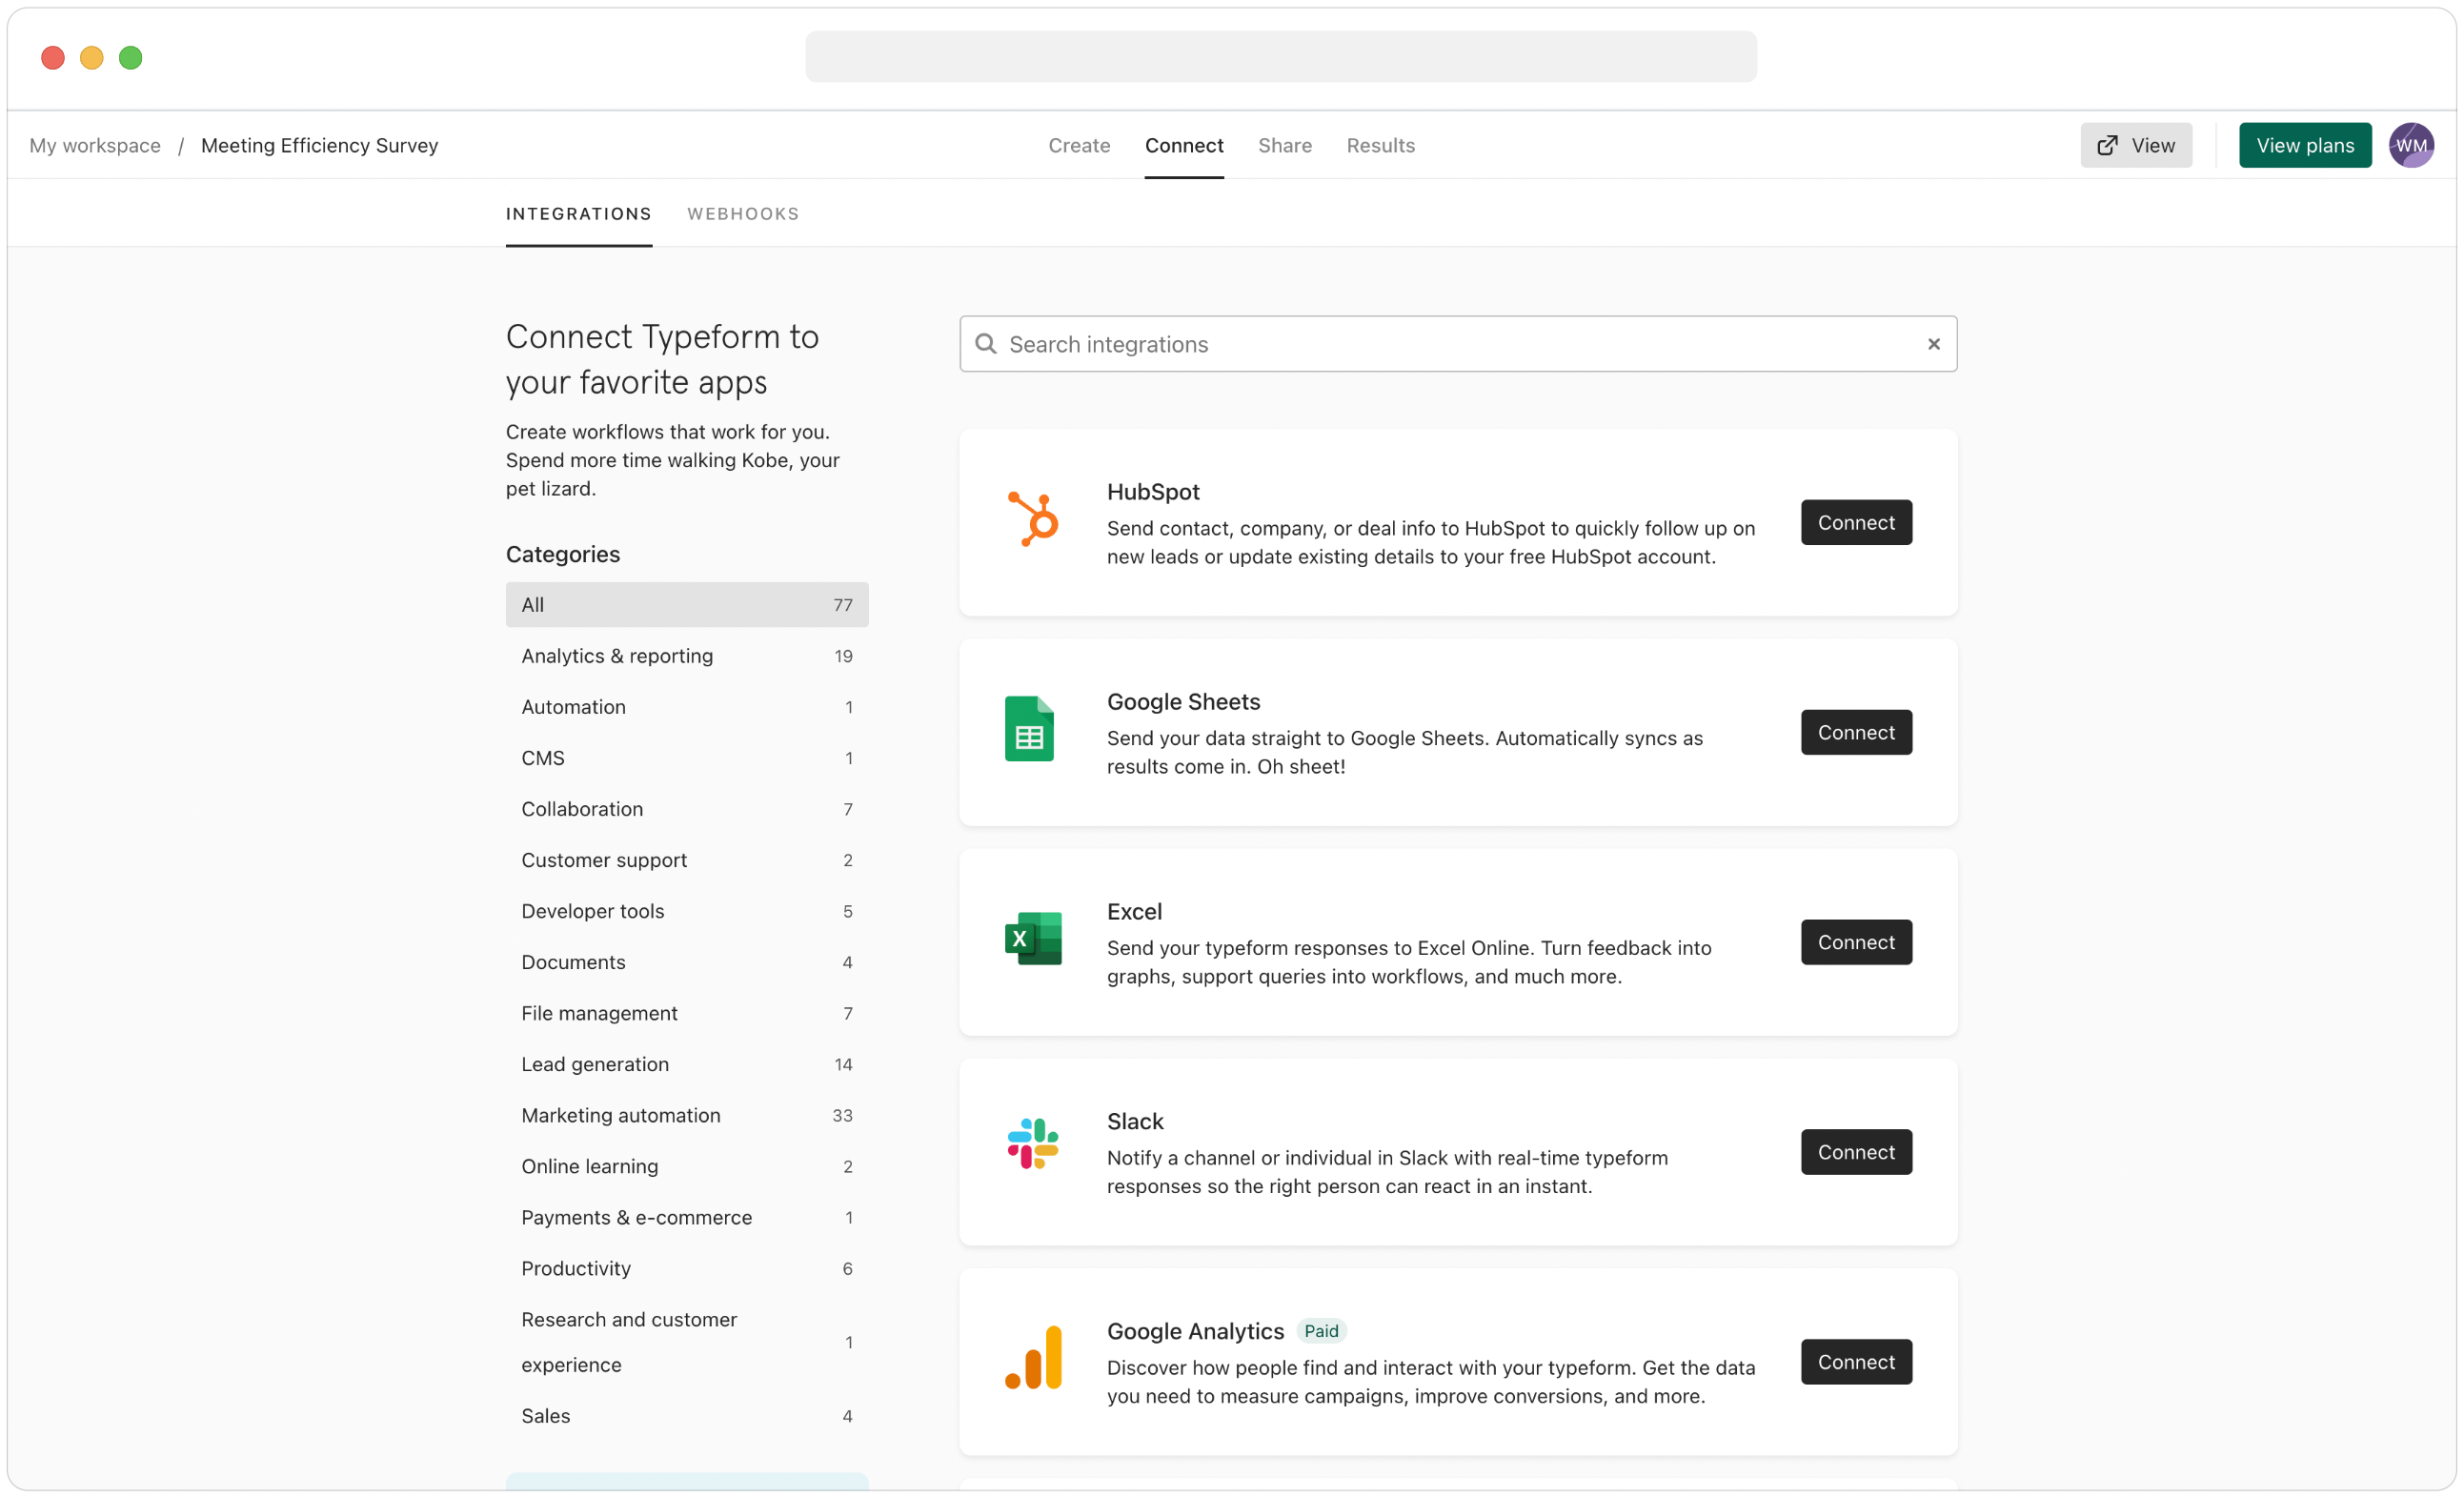 My workspace / Meeting Efficiency Survey
Create Connect Share Results
View
View plans
WM
INTEGRATIONS WEBHOOKS
Connect Typeform to
your favorite apps
Create workflows that work for you.
Spend more time walking Kobe, your
pet lizard.
Categories
All 77
Analytics & reporting 19
Automation 1
CMS 1
Collaboration 7
Customer support 2
Developer tools 5
Documents 4
File management 7
Lead generation 14
Marketing automation 33
Online learning 2
Payments & e-commerce 1
Productivity 6
Research and customer
experience 1
Sales 4
Search integrations
HubSpot
Send contact, company, or deal info to HubSpot to quickly follow up on
new leads or update existing details to your free HubSpot account.
Connect
Google Sheets
Send your data straight to Google Sheets. Automatically syncs as
results come in. Oh sheet!
Connect
X
Excel
Send your typeform responses to Excel Online. Turn feedback into
graphs, support queries into workflows, and much more.
Connect
Slack
Notify a channel or individual in Slack with real-time typeform
responses so the right person can react in an instant.
Connect
Google Analytics Paid
Discover how people find and interact with your typeform. Get the data
you need to measure campaigns, improve conversions, and more.
Connect